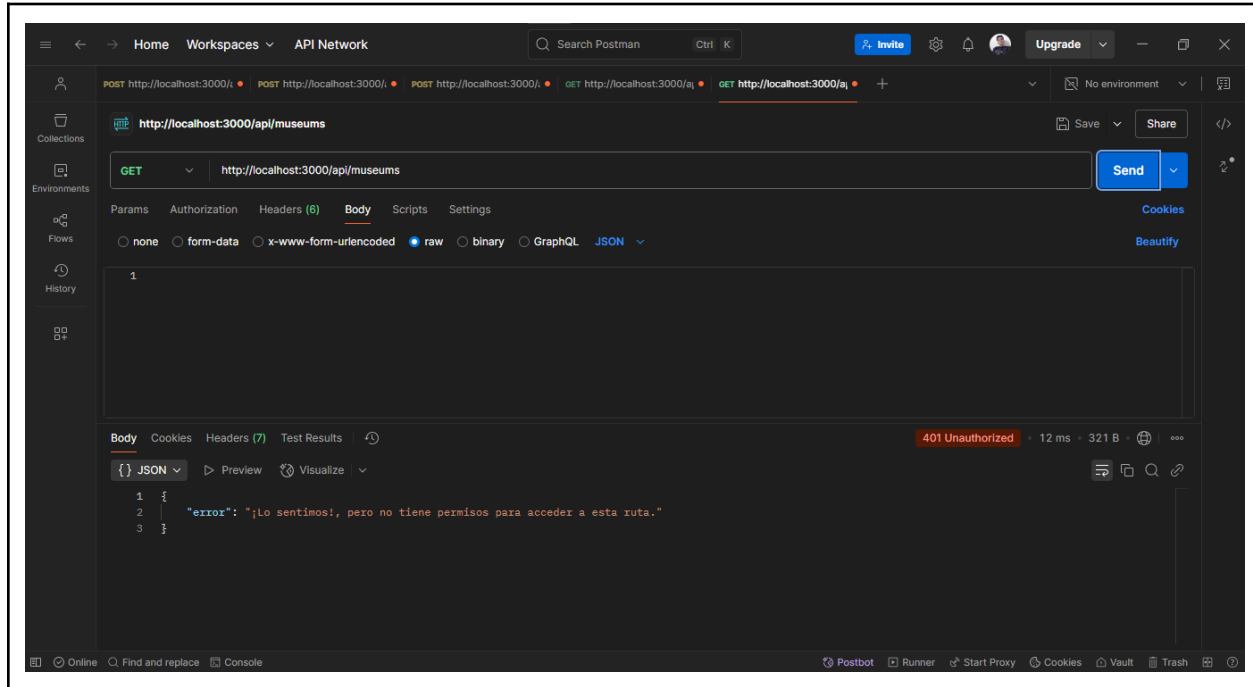 Home Workspaces API Network Search Postman Ctrl K Invite Upgrade
POST http://localhost:3000/ POST http://localhost:3000/ POST http://localhost:3000/ GET http://localhost:3000/a GET http://localhost:3000/a No environment
HTTP http://localhost:3000/api/museums Save Share
Collections
GET http://localhost:3000/api/museums Send
Environments
Params Authorization Headers (6) Body Scripts Settings Cookies
Flows
none form-data x-www-form-urlencoded raw binary GraphQL JSON Beautify
1
History
Body Cookies Headers (7) Test Results 401 Unauthorized 12 ms 321 B
{} JSON Preview Visualize
1 {
2 "error": "¡Lo sentimos!, pero no tiene permisos para acceder a esta ruta."
3 }
Online Find and replace Console Postbot Runner Start Proxy Cookies Vault Trash